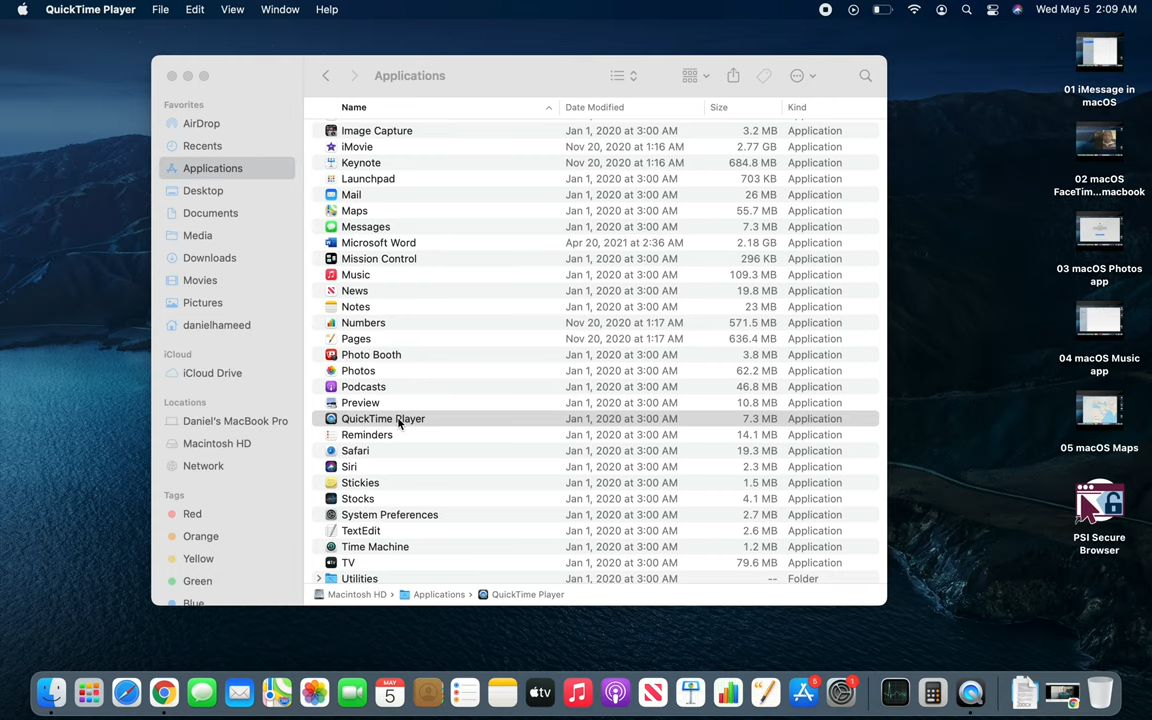 QuickTime Player File Edit View Window Help Wed May 5 2:09 AM
Applications
Favorites
AirDrop
Recents
Applications
Desktop
Documents
Media
Downloads
Movies
Pictures
danielhameed
iCloud
iCloud Drive
Locations
Daniel's MacBook Pro
Macintosh HD
Network
Tags
Red
Orange
Yellow
Green
Blue
Name Date Modified Size Kind
Image Capture Jan 1, 2020 at 3:00 AM 3.2 MB Application
iMovie Nov 20, 2020 at 1:16 AM 2.77 GB Application
Keynote Nov 20, 2020 at 1:16 AM 684.8 MB Application
Launchpad Jan 1, 2020 at 3:00 AM 703 KB Application
Mail Jan 1, 2020 at 3:00 AM 26 MB Application
Maps Jan 1, 2020 at 3:00 AM 55.7 MB Application
Messages Jan 1, 2020 at 3:00 AM 7.3 MB Application
Microsoft Word Apr 20, 2021 at 2:36 AM 2.18 GB Application
Mission Control Jan 1, 2020 at 3:00 AM 296 KB Application
Music Jan 1, 2020 at 3:00 AM 109.3 MB Application
News Jan 1, 2020 at 3:00 AM 19.8 MB Application
Notes Jan 1, 2020 at 3:00 AM 23 MB Application
Numbers Nov 20, 2020 at 1:17 AM 571.5 MB Application
Pages Nov 20, 2020 at 1:17 AM 636.4 MB Application
Photo Booth Jan 1, 2020 at 3:00 AM 3.8 MB Application
Photos Jan 1, 2020 at 3:00 AM 62.2 MB Application
Podcasts Jan 1, 2020 at 3:00 AM 46.8 MB Application
Preview Jan 1, 2020 at 3:00 AM 10.8 MB Application
QuickTime Player Jan 1, 2020 at 3:00 AM 7.3 MB Application
Reminders Jan 1, 2020 at 3:00 AM 14.1 MB Application
Safari Jan 1, 2020 at 3:00 AM 19.3 MB Application
Siri Jan 1, 2020 at 3:00 AM 2.3 MB Application
Stickies Jan 1, 2020 at 3:00 AM 1.5 MB Application
Stocks Jan 1, 2020 at 3:00 AM 4.1 MB Application
System Preferences Jan 1, 2020 at 3:00 AM 2.7 MB Application
TextEdit Jan 1, 2020 at 3:00 AM 2.6 MB Application
Time Machine Jan 1, 2020 at 3:00 AM 1.2 MB Application
TV Jan 1, 2020 at 3:00 AM 79.6 MB Application
Utilities Jan 1, 2020 at 3:00 AM -- Folder
Macintosh HD › Applications › QuickTime Player
01 iMessage in
macOS
02 macOS
FaceTim...macbook
03 macOS Photos
app
04 macOS Music
app
05 macOS Maps
PSI Secure
Browser
MAY
5
tv
5
1